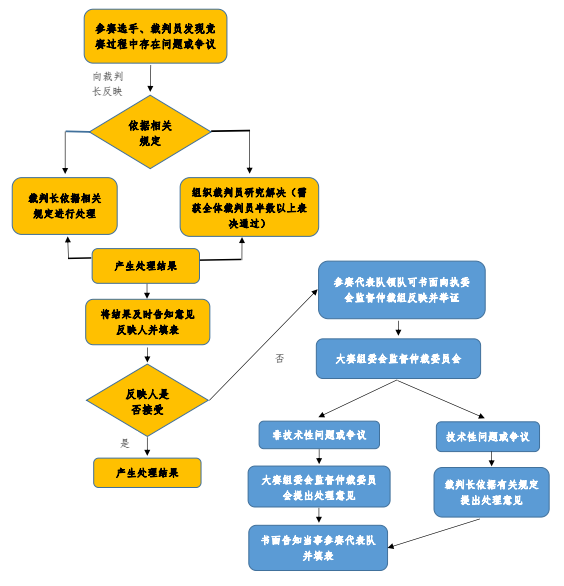 参赛选手、裁判员发现竞
赛过程中存在问题或争议
向裁判
长反映
依据相关
规定
裁判长依据相关
规定进行处理
组织裁判员研究解决（需
获全体裁判员半数以上表
决通过）
产生处理结果
将结果及时告知意见
反映人并填表
反映人是
否接受
是
产生处理结果
否
参赛代表队领队可书面向执委
会监督仲裁组反映并举证
大赛组委会监督仲裁委员会
非技术性问题或争议
技术性问题或争议
大赛组委会监督仲裁委员
会提出处理意见
裁判长依据有关规定
提出处理意见
书面告知当事参赛代表队
并填表